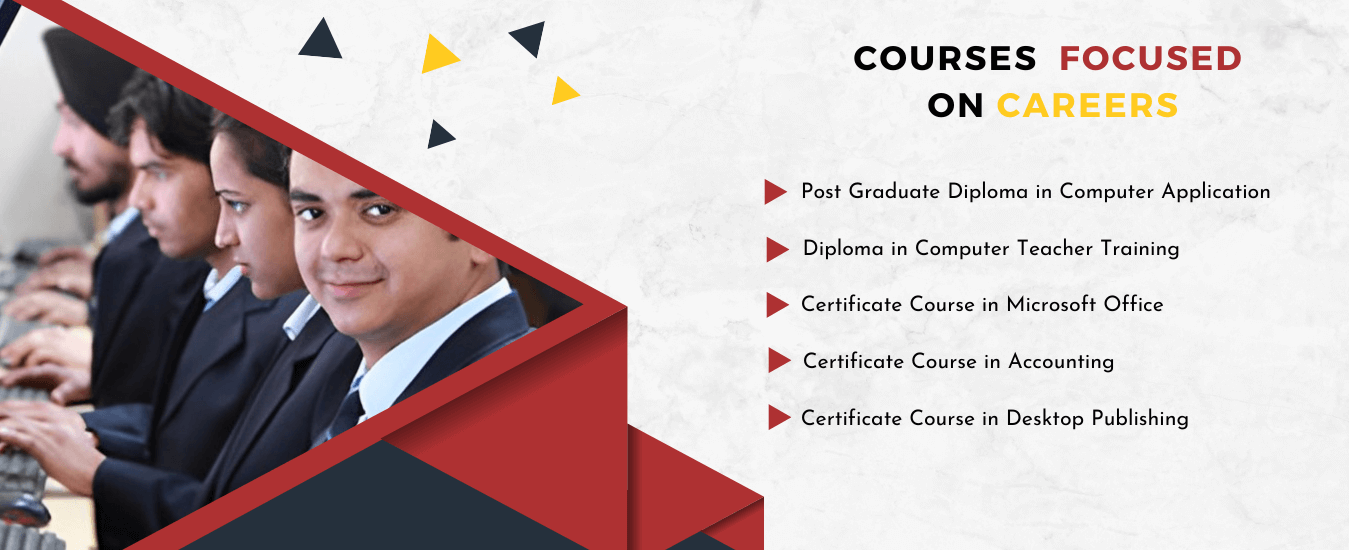 COURSES FOCUSED
ON CAREERS
Post Graduate Diploma in Computer Application
Diploma in Computer Teacher Training
Certificate Course in Microsoft Office
Certificate Course in Accounting
Certificate Course in Desktop Publishing